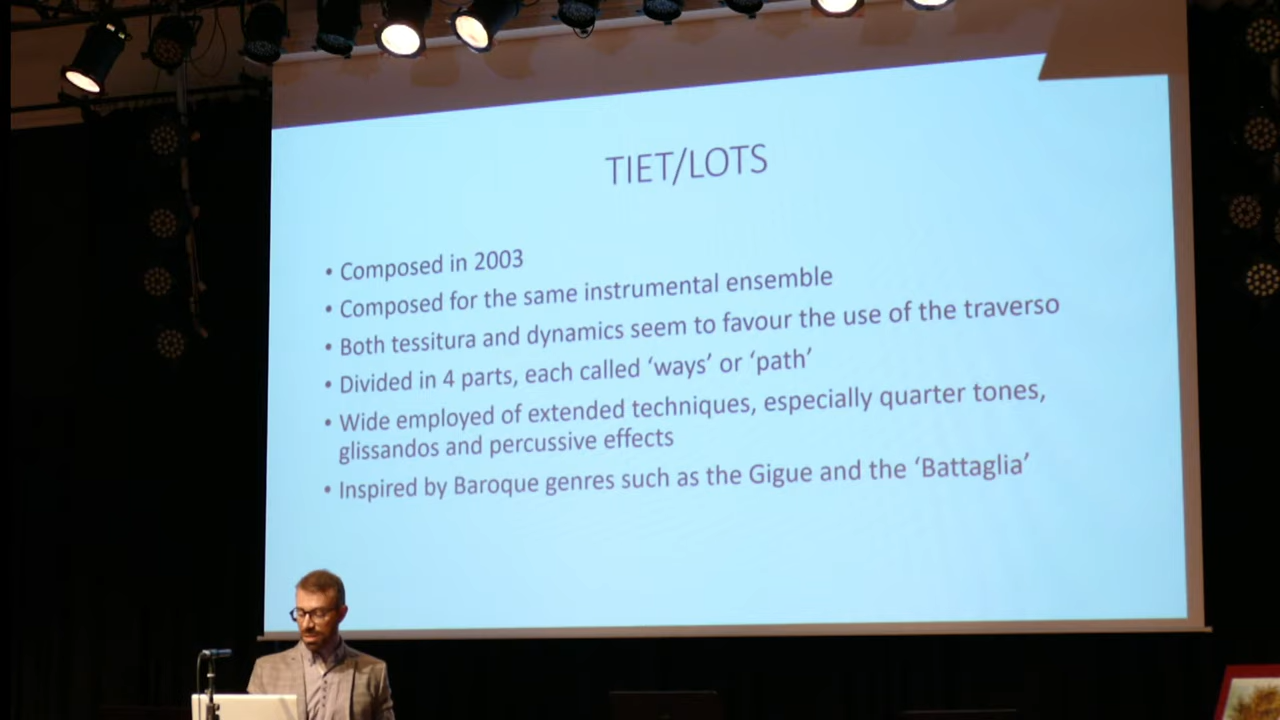 TIET/LOTS
• Composed in 2003
• Composed for the same instrumental ensemble
• Both tessitura and dynamics seem to favour the use of the traverso
• Divided in 4 parts, each called ‘ways’ or ‘path’
• Wide employed of extended techniques, especially quarter tones,
glissandos and percussive effects
• Inspired by Baroque genres such as the Gigue and the ‘Battaglia’